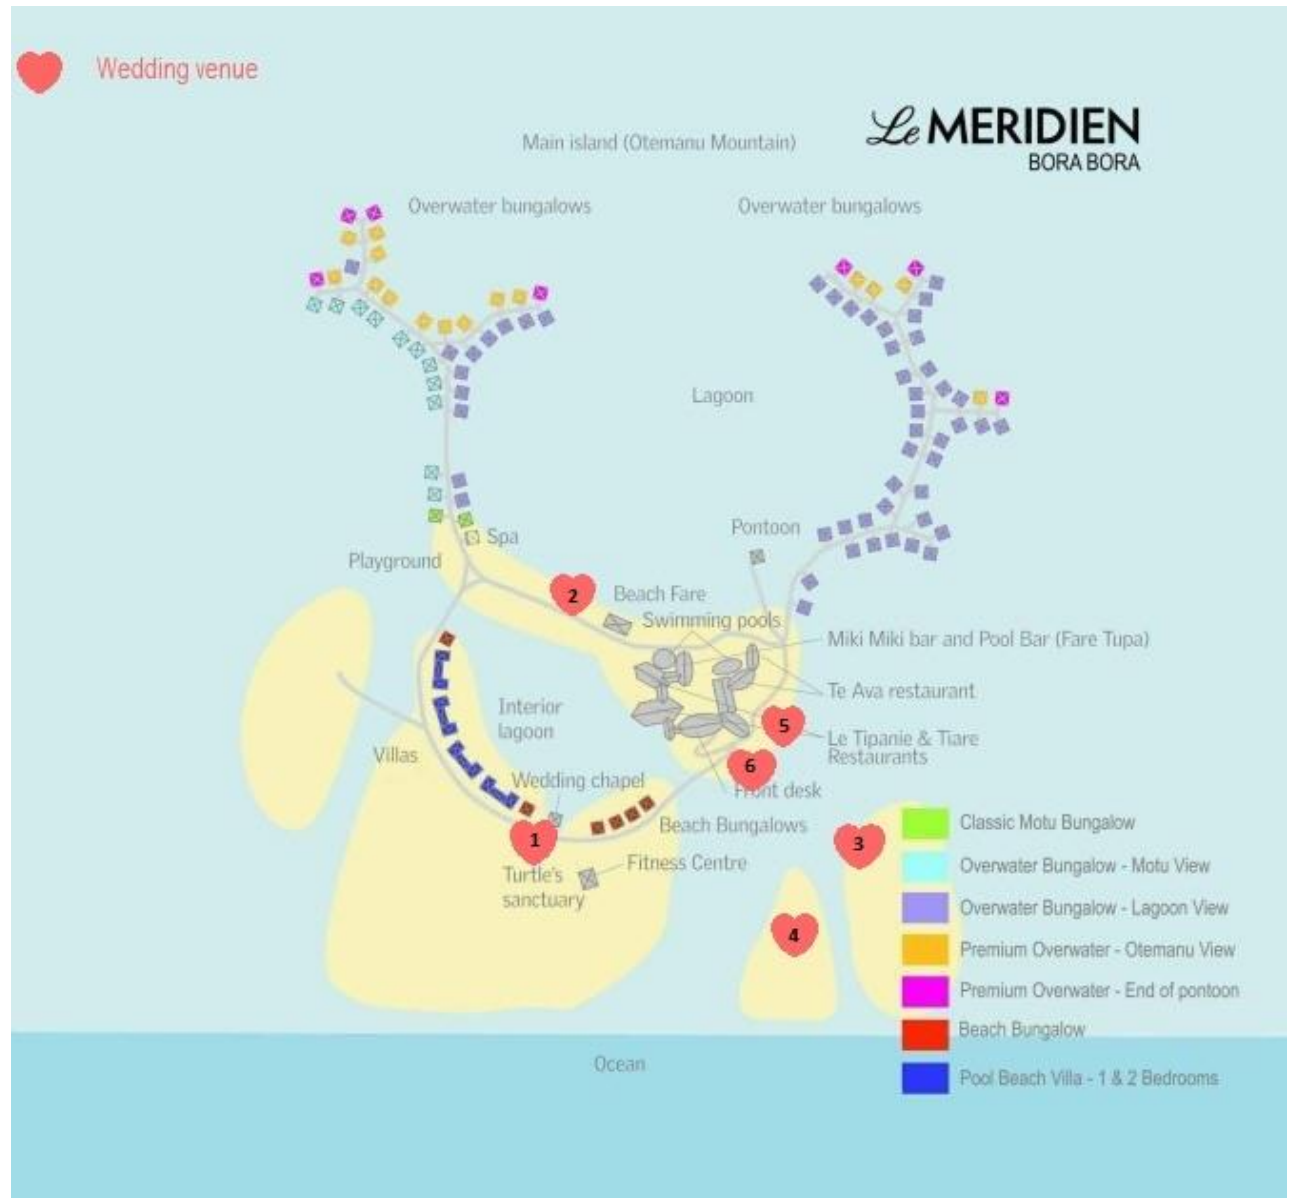 Wedding venue
Le MERIDIEN
BORA BORA
Main island (Otemanu Mountain)
Overwater bungalows
Overwater bungalows
Lagoon
Pontoon
Spa
Playground
2
Beach Fare
Swimming pools
Miki Miki bar and Pool Bar (Fare Tupa)
Te Ava restaurant
Interior
lagoon
5
Le Tipanie & Tiare
Restaurants
Villas
6
Wedding chapel
Front desk
Beach Bungalows
1
3
Fitness Centre
Turtle's
sanctuary
4
Classic Motu Bungalow
Overwater Bungalow - Motu View
Overwater Bungalow - Lagoon View
Premium Overwater - Otemanu View
Premium Overwater - End of pontoon
Beach Bungalow
Pool Beach Villa - 1 & 2 Bedrooms
Ocean